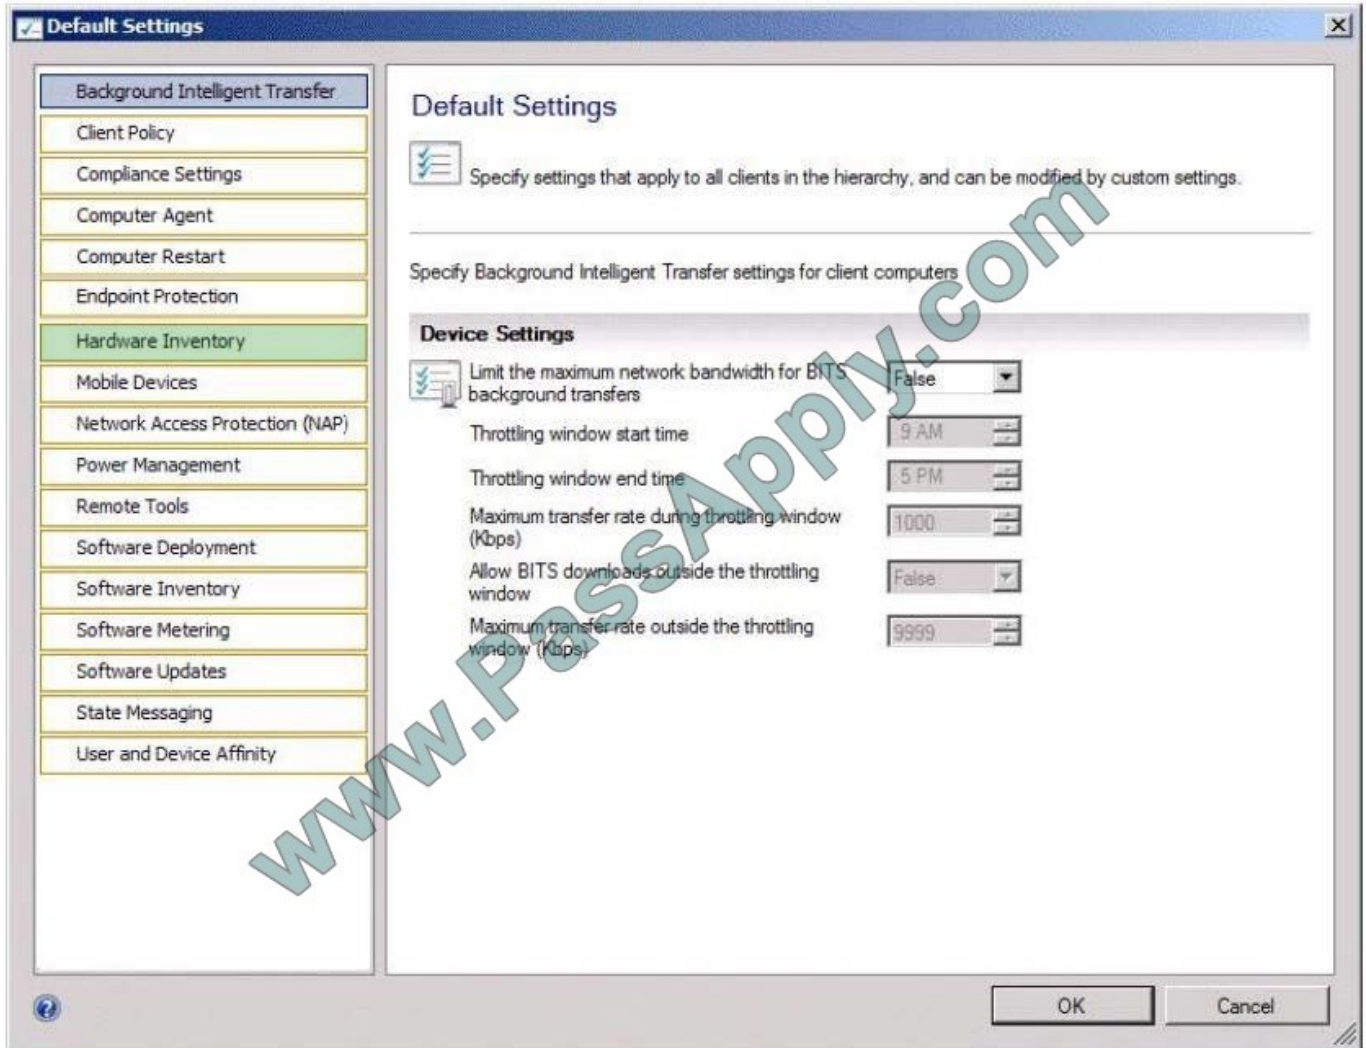 Default Settings
Background Intelligent Transfer
Client Policy
Compliance Settings
Computer Agent
Computer Restart
Endpoint Protection
Hardware Inventory
Mobile Devices
Network Access Protection (NAP)
Power Management
Remote Tools
Software Deployment
Software Inventory
Software Metering
Software Updates
State Messaging
User and Device Affinity
Default Settings
Specify settings that apply to all clients in the hierarchy, and can be modified by custom settings.
Specify Background Intelligent Transfer settings for client computers
Device Settings
Limit the maximum network bandwidth for BITS
background transfers
False
Throttling window start time
9 AM
Throttling window end time
5 PM
Maximum transfer rate during throttling window
(Kbps)
1000
Allow BITS downloads outside the throttling
window
False
Maximum transfer rate outside the throttling
window (Kbps)
9999
www.PassApply.com
OK
Cancel